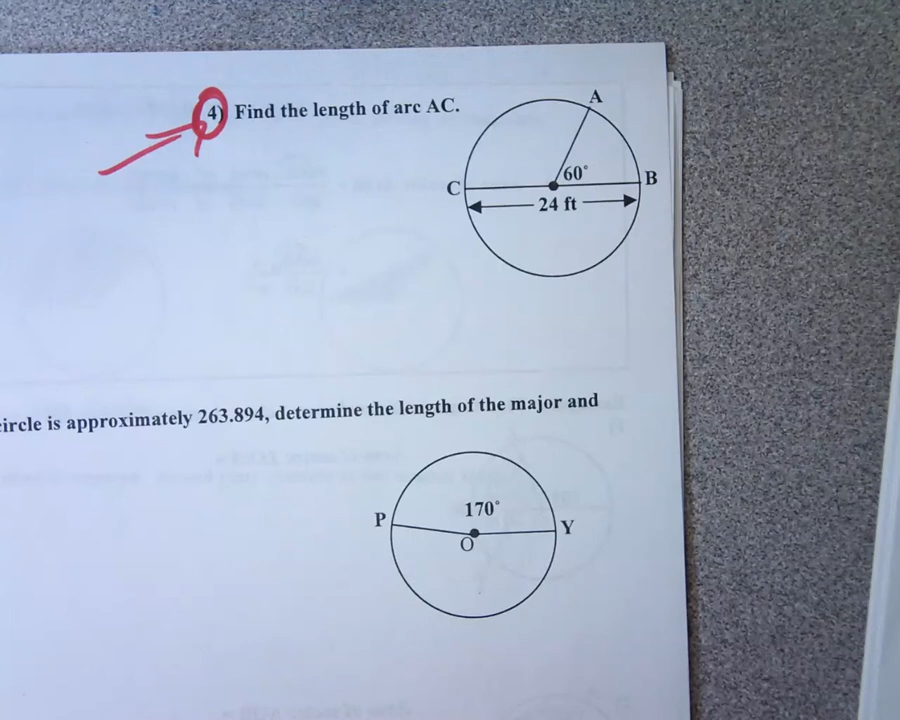 4) Find the length of arc AC.
A
60°
C
B
24 ft
circle is approximately 263.894, determine the length of the major and
170°
P
Y
O